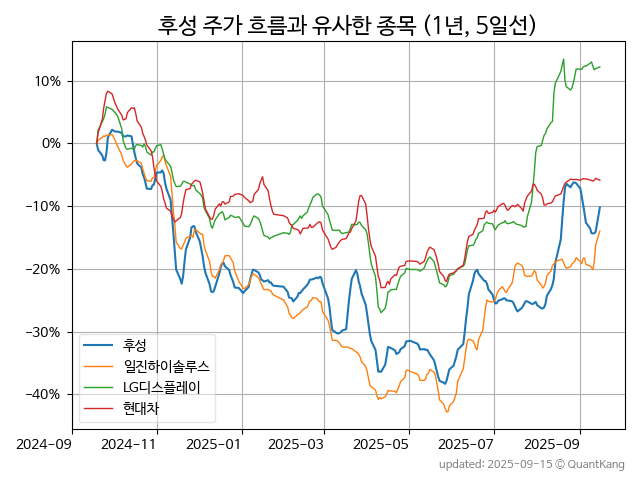 후성 주가 흐름과 유사한 종목 (1년, 5일선)
10%
0%
−10%
−20%
−30%
−40%
후성
일진하이솔루스
LG디스플레이
현대차
2024-09
2024-11
2025-01
2025-03
2025-05
2025-07
2025-09
updated: 2025-09-15 © QuantKang